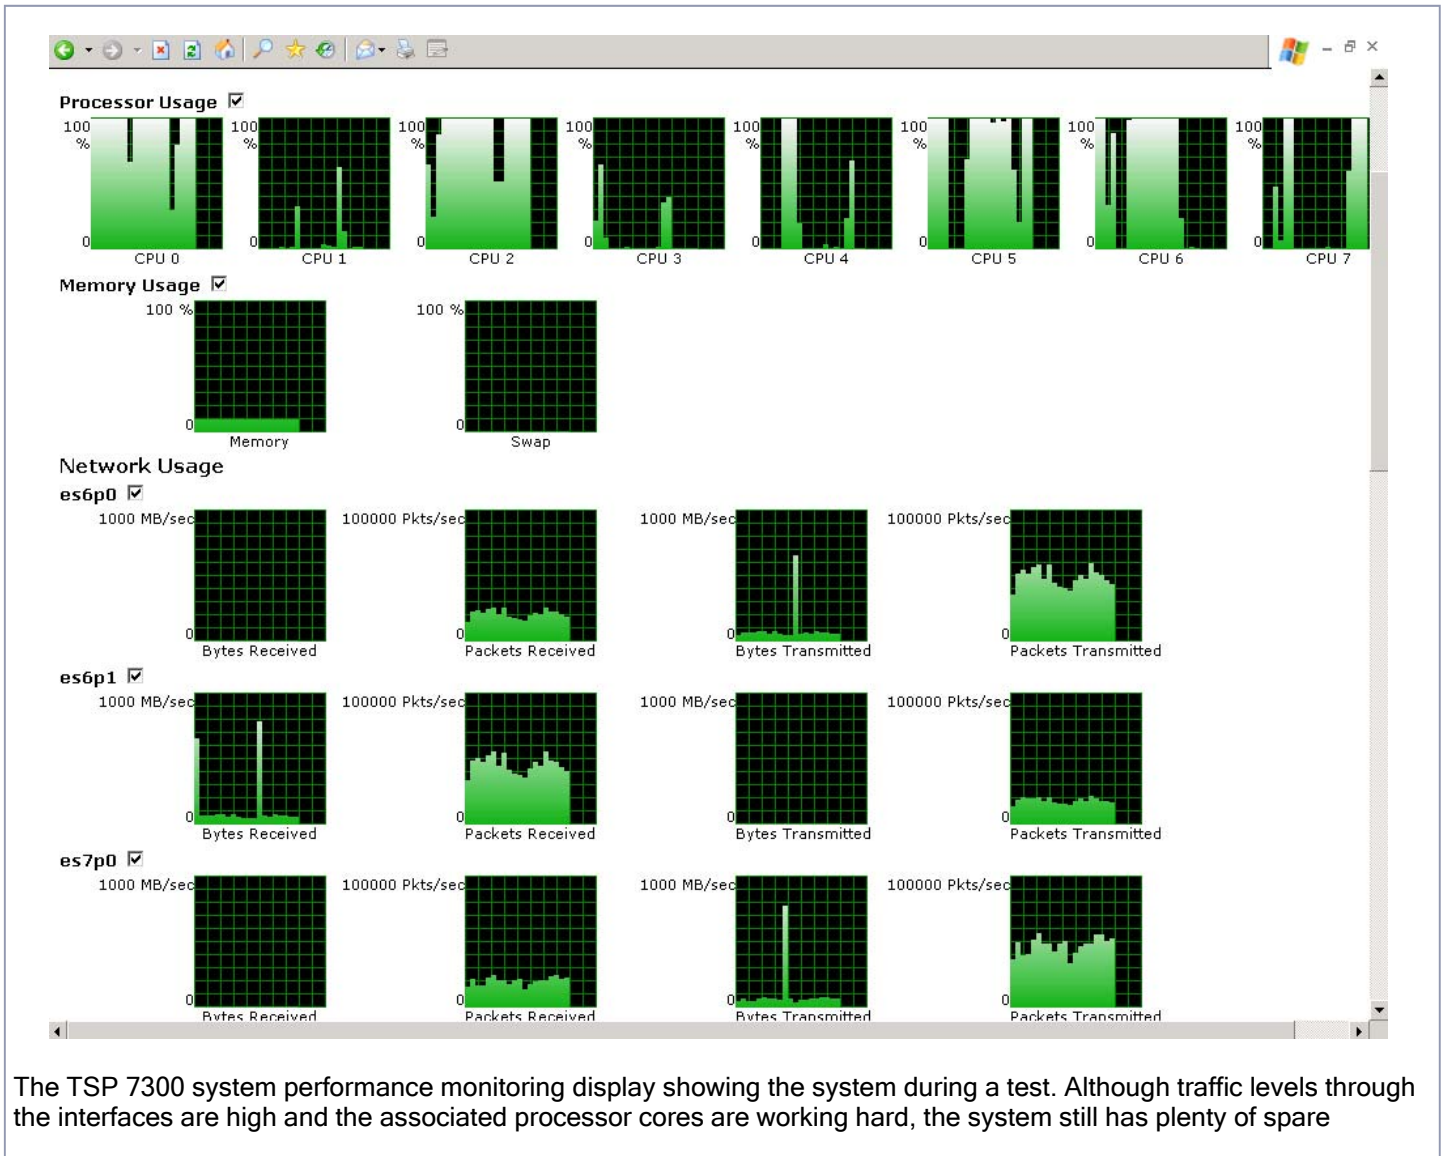 Processor Usage
100 % 0 CPU 0
100 % 0 CPU 1
100 % 0 CPU 2
100 % 0 CPU 3
100 % 0 CPU 4
100 % 0 CPU 5
100 % 0 CPU 6
100 % 0 CPU 7
Memory Usage
100 % 0 Memory
100 % 0 Swap
Network Usage
es6p0
1000 MB/sec 0 Bytes Received
100000 Pkts/sec 0 Packets Received
1000 MB/sec 0 Bytes Transmitted
100000 Pkts/sec 0 Packets Transmitted
es6p1
1000 MB/sec 0 Bytes Received
100000 Pkts/sec 0 Packets Received
1000 MB/sec 0 Bytes Transmitted
100000 Pkts/sec 0 Packets Transmitted
es7p0
1000 MB/sec 0 Bytes Received
100000 Pkts/sec 0 Packets Received
1000 MB/sec 0 Bytes Transmitted
100000 Pkts/sec 0 Packets Transmitted
The TSP 7300 system performance monitoring display showing the system during a test. Although traffic levels through
the interfaces are high and the associated processor cores are working hard, the system still has plenty of spare